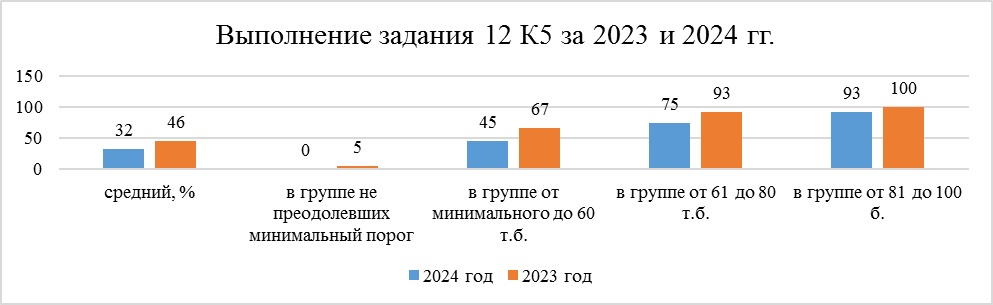 Выполнение задания 12 К5 за 2023 и 2024 гг.
150
100
50
0
32
46
0
5
45
67
75
93
93
100
средний, %
в группе не
преодолевших
минимальный порог
в группе от
минимального до 60
т.б.
в группе от 61 до 80
т.б.
в группе от 81 до 100
б.
2024 год
2023 год